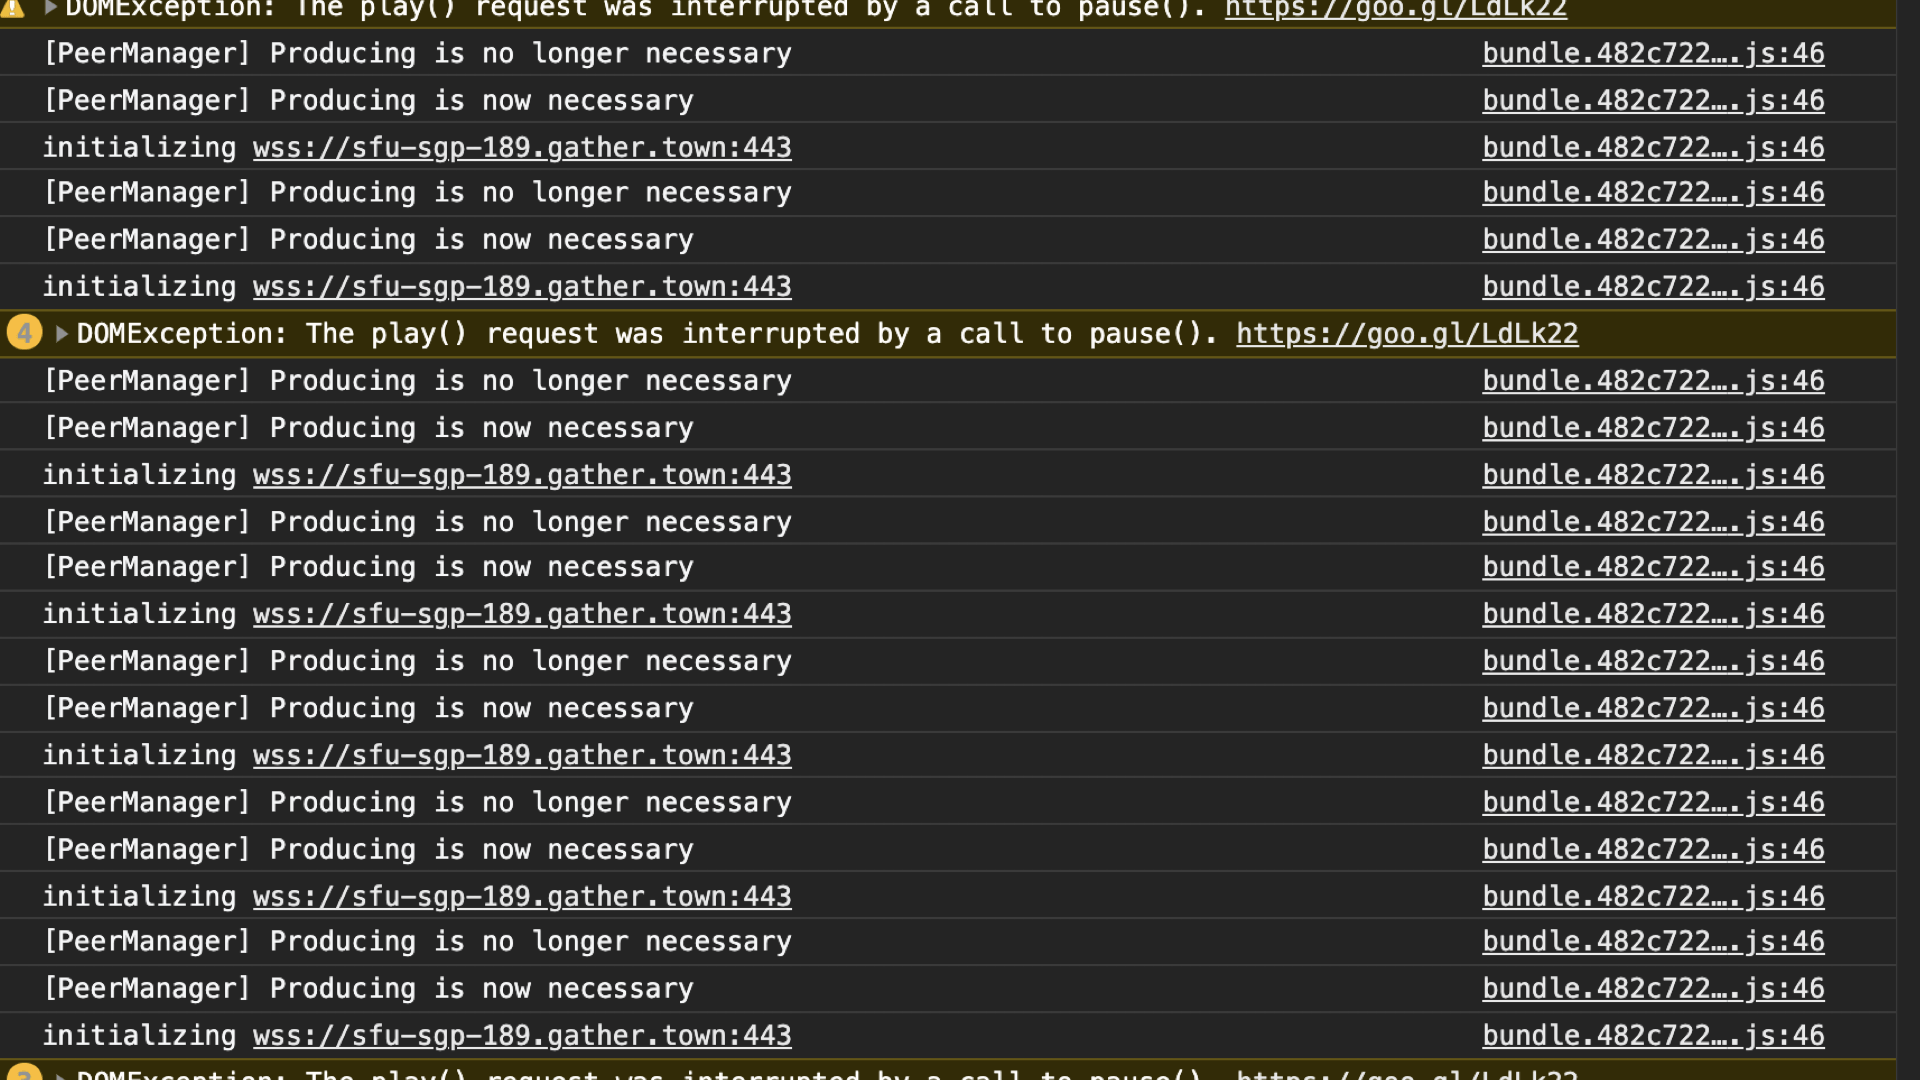 DOMException: The play() request was interrupted by a call to pause(). https://goo.gl/LdLk22
[PeerManager] Producing is no longer necessary bundle.482c722….js:46
[PeerManager] Producing is now necessary bundle.482c722….js:46
initializing wss://sfu-sgp-189.gather.town:443 bundle.482c722….js:46
[PeerManager] Producing is no longer necessary bundle.482c722….js:46
[PeerManager] Producing is now necessary bundle.482c722….js:46
initializing wss://sfu-sgp-189.gather.town:443 bundle.482c722….js:46
4 DOMException: The play() request was interrupted by a call to pause(). https://goo.gl/LdLk22
[PeerManager] Producing is no longer necessary bundle.482c722….js:46
[PeerManager] Producing is now necessary bundle.482c722….js:46
initializing wss://sfu-sgp-189.gather.town:443 bundle.482c722….js:46
[PeerManager] Producing is no longer necessary bundle.482c722….js:46
[PeerManager] Producing is now necessary bundle.482c722….js:46
initializing wss://sfu-sgp-189.gather.town:443 bundle.482c722….js:46
[PeerManager] Producing is no longer necessary bundle.482c722….js:46
[PeerManager] Producing is now necessary bundle.482c722….js:46
initializing wss://sfu-sgp-189.gather.town:443 bundle.482c722….js:46
[PeerManager] Producing is no longer necessary bundle.482c722….js:46
[PeerManager] Producing is now necessary bundle.482c722….js:46
initializing wss://sfu-sgp-189.gather.town:443 bundle.482c722….js:46
[PeerManager] Producing is no longer necessary bundle.482c722….js:46
[PeerManager] Producing is now necessary bundle.482c722….js:46
initializing wss://sfu-sgp-189.gather.town:443 bundle.482c722….js:46
3 DOMException: The play() request was interrupted by a call to pause(). https://goo.gl/LdLk22